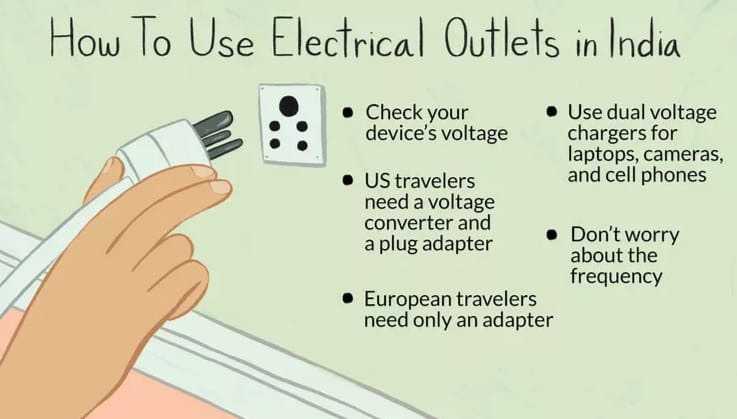 How To Use Electrical Outlets in India
• Check your
device's voltage
• US travelers
need a voltage
converter and
a plug adapter
• European travelers
need only an adapter
• Use dual voltage
chargers for
laptops, cameras,
and cell phones
• Don't worry
about the
frequency